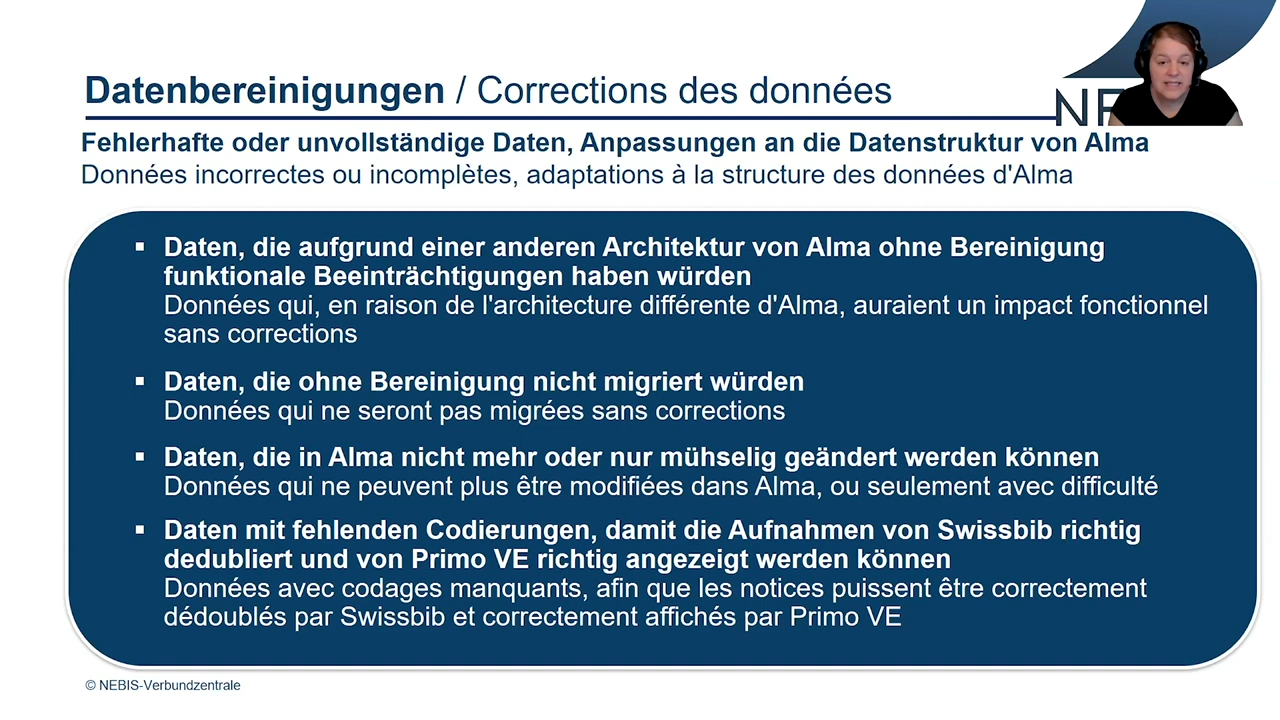 Datenbereinigungen / Corrections des données
Fehlerhafte oder unvollständige Daten, Anpassungen an die Datenstruktur von Alma
Données incorrectes ou incomplètes, adaptations à la structure des données d'Alma
▪ Daten, die aufgrund einer anderen Architektur von Alma ohne Bereinigung
funktionale Beeinträchtigungen haben würden
Données qui, en raison de l'architecture différente d'Alma, auraient un impact fonctionnel
sans corrections
▪ Daten, die ohne Bereinigung nicht migriert würden
Données qui ne seront pas migrées sans corrections
▪ Daten, die in Alma nicht mehr oder nur mühselig geändert werden können
Données qui ne peuvent plus être modifiées dans Alma, ou seulement avec difficulté
▪ Daten mit fehlenden Codierungen, damit die Aufnahmen von Swissbib richtig
dedubliert und von Primo VE richtig angezeigt werden können
Données avec codages manquants, afin que les notices puissent être correctement
dédoublés par Swissbib et correctement affichés par Primo VE
© NEBIS-Verbundzentrale